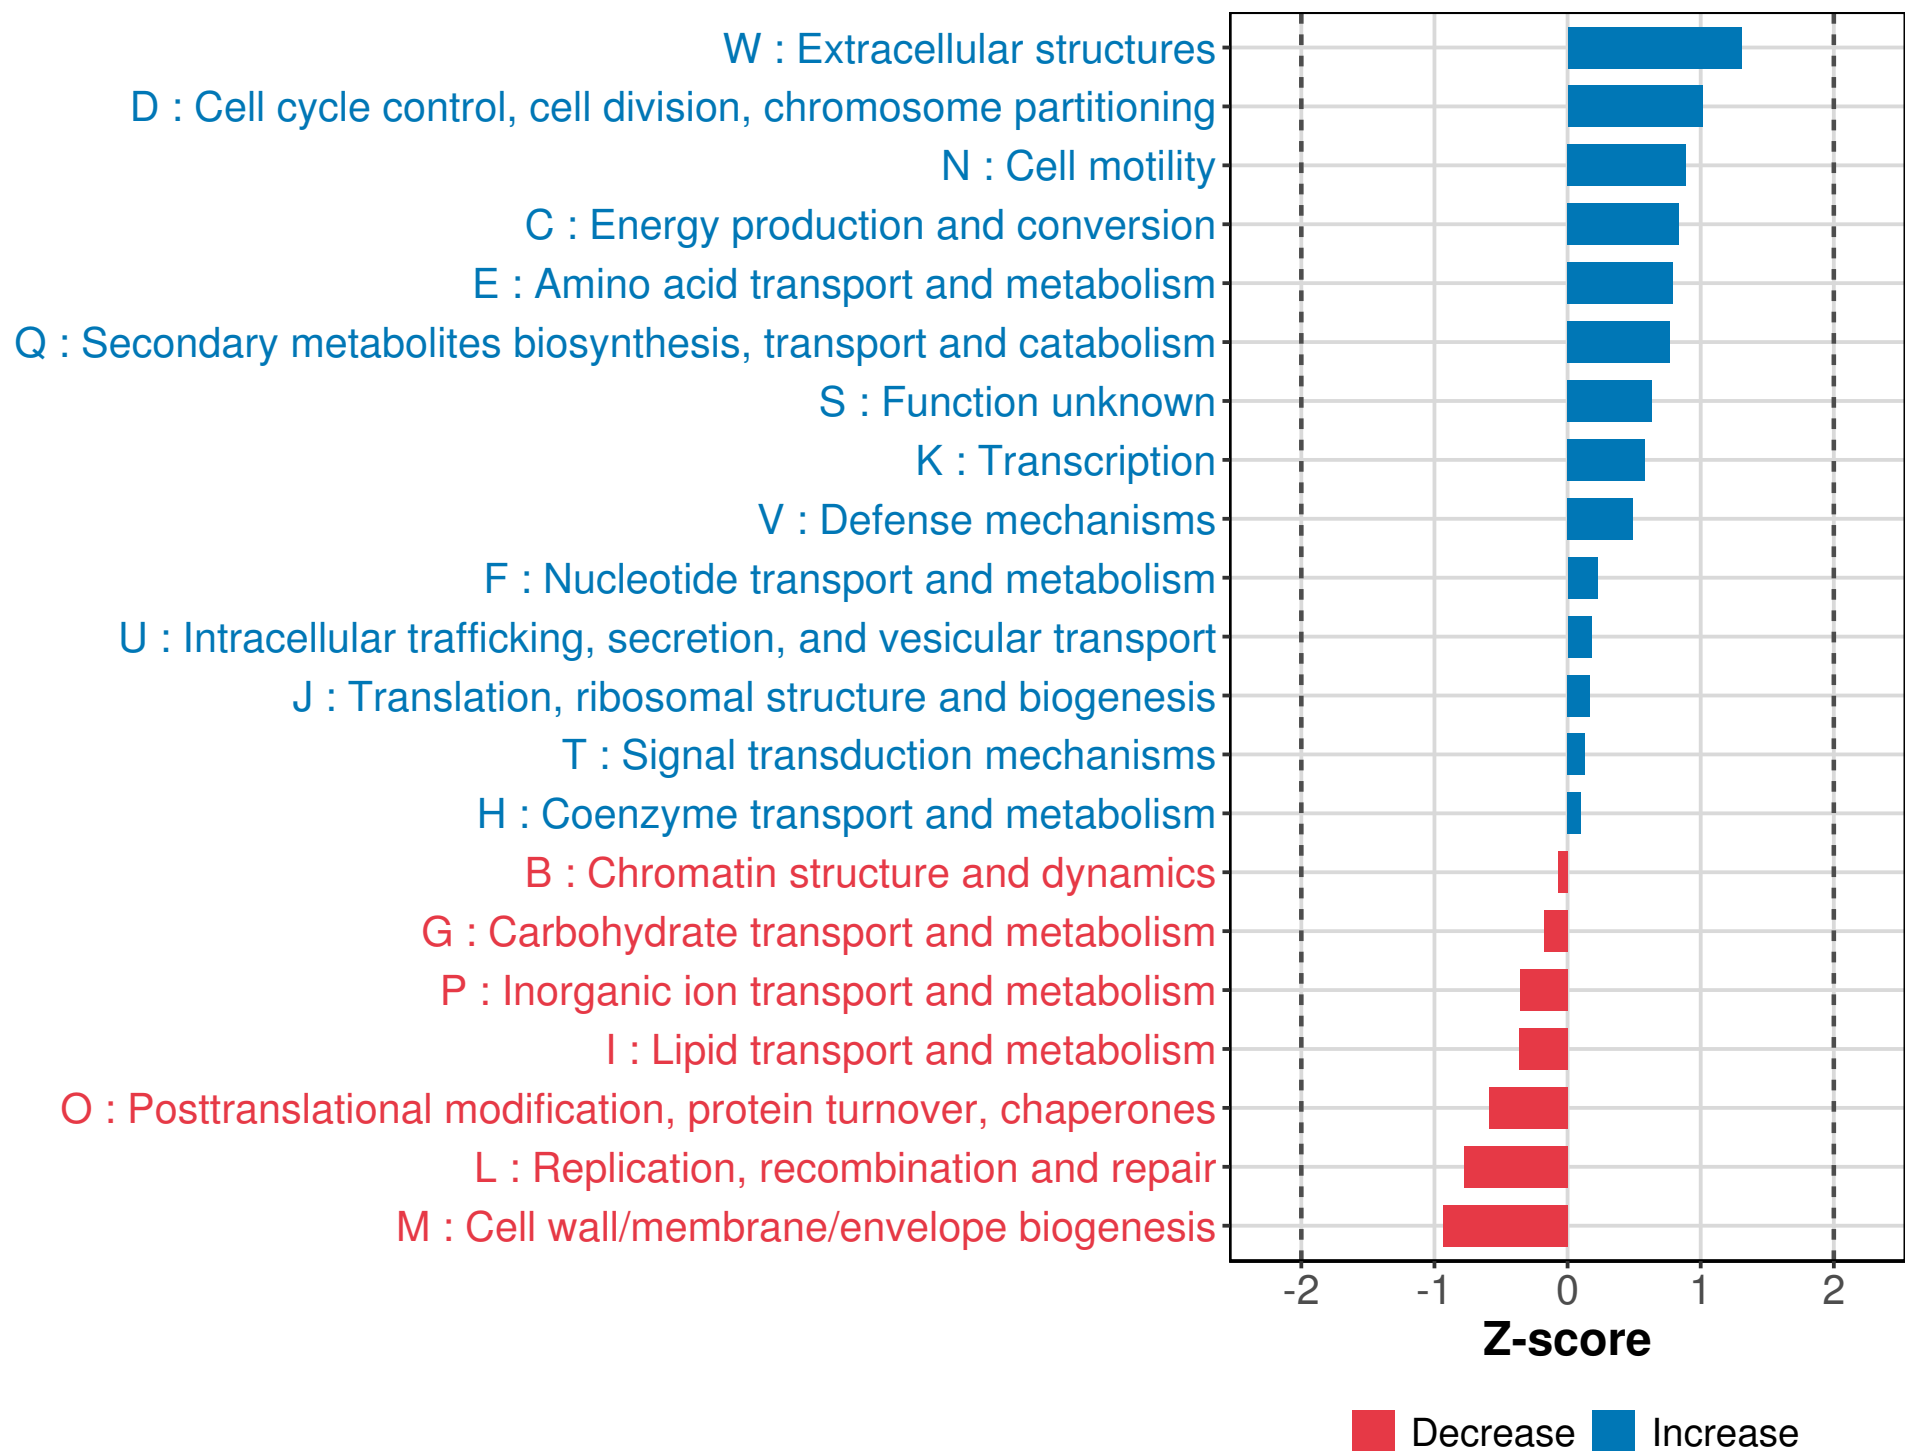 W : Extracellular structures
D : Cell cycle control, cell division, chromosome partitioning
N : Cell motility
C : Energy production and conversion
E : Amino acid transport and metabolism
Q : Secondary metabolites biosynthesis, transport and catabolism
S : Function unknown
K : Transcription
V : Defense mechanisms
F : Nucleotide transport and metabolism
U : Intracellular trafficking, secretion, and vesicular transport
J : Translation, ribosomal structure and biogenesis
T : Signal transduction mechanisms
H : Coenzyme transport and metabolism
B : Chromatin structure and dynamics
G : Carbohydrate transport and metabolism
P : Inorganic ion transport and metabolism
I : Lipid transport and metabolism
O : Posttranslational modification, protein turnover, chaperones
L : Replication, recombination and repair
M : Cell wall/membrane/envelope biogenesis
-2 -1 0 1 2
Z-score
Decrease Increase